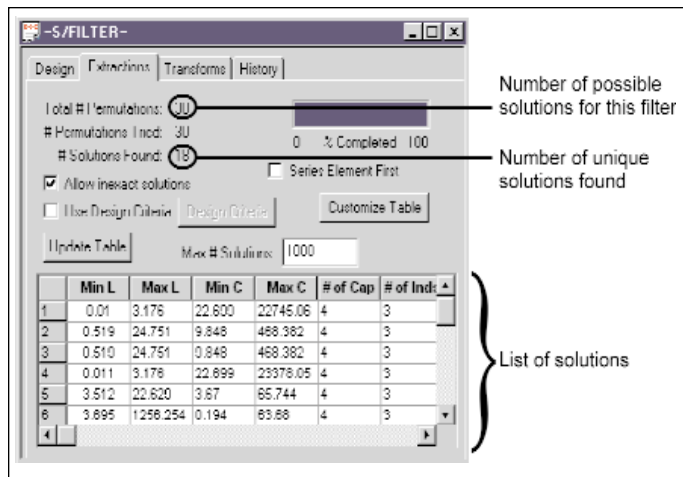 -S/FILTER-
Design Extractions Transforms History
Total # Permutations: 30
# Permutations Tried: 30
# Solutions Found: 18
0 % Completed 100
Series Element First
Allow inexact solutions
Use Design Criteria Design Criteria Customize Table
Update Table Max # Solutions: 1000
Min L Max L Min C Max C # of Cap # of Inds
1 0.01 3.176 22.600 22745.06 4 3
2 0.519 24.751 9.848 468.382 4 3
3 0.510 24.751 9.848 468.382 4 3
4 0.011 3.176 22.699 23378.05 4 3
5 3.512 22.620 3.67 65.744 4 3
6 3.695 1256.254 0.194 63.68 4 3
Number of possible
solutions for this filter
Number of unique
solutions found
List of solutions